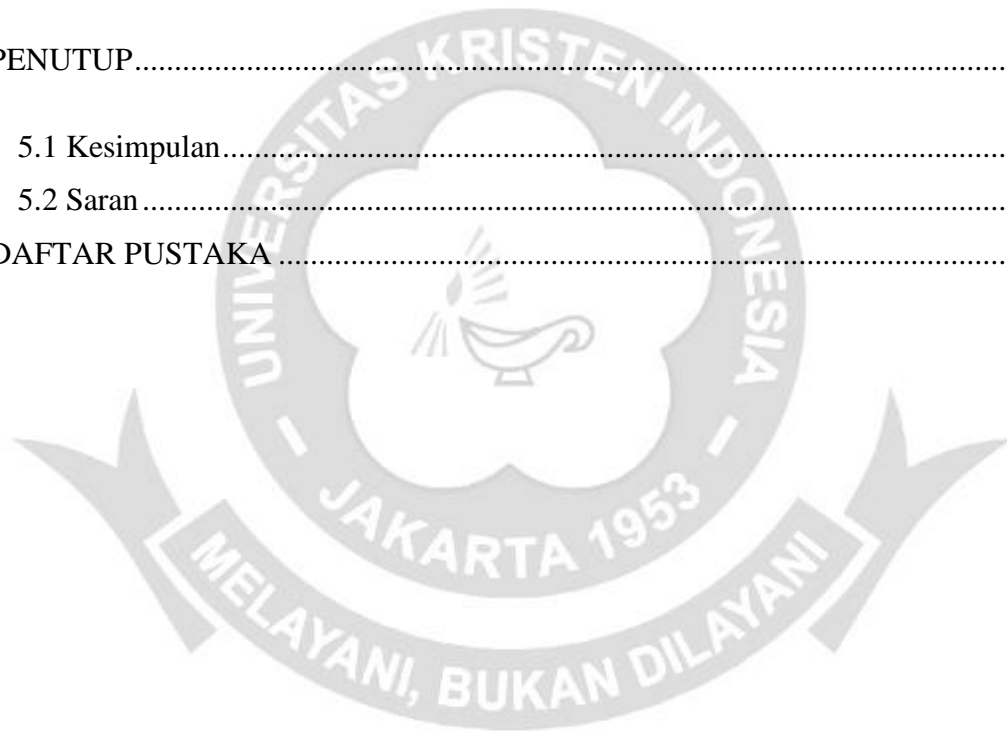 PENUTUP............................................................................................................
5.1 Kesimpulan..................................................................................................
5.2 Saran............................................................................................................
DAFTAR PUSTAKA..........................................................................................
UNIVERSITAS KRISTEN INDONESIA
- JAKARTA 1953 -
MELAYANI, BUKAN DILAYANI